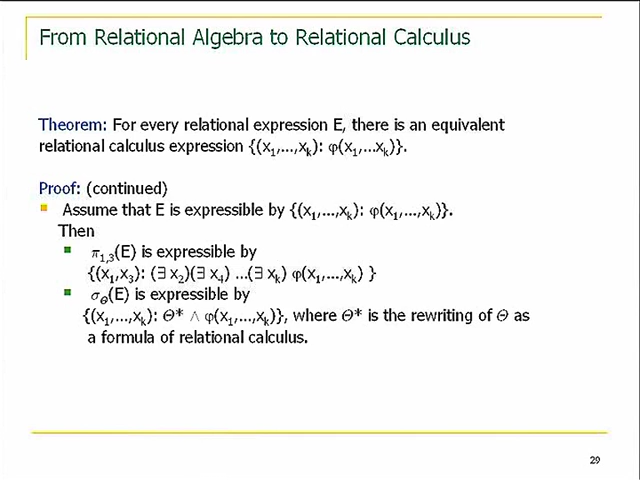 From Relational Algebra to Relational Calculus
Theorem: For every relational expression E, there is an equivalent
relational calculus expression {(x₁,...,xₖ): φ(x₁,...xₖ)}.
Proof: (continued)
Assume that E is expressible by {(x₁,...,xₖ): φ(x₁,...,xₖ)}.
Then
π₁,₃(E) is expressible by
{(x₁,x₃): (∃ x₂)(∃ x₄) ...(∃ xₖ) φ(x₁,...,xₖ) }
σ_Θ(E) is expressible by
{(x₁,...,xₖ): Θ* ∧ φ(x₁,...,xₖ)}, where Θ* is the rewriting of Θ as
a formula of relational calculus.
29